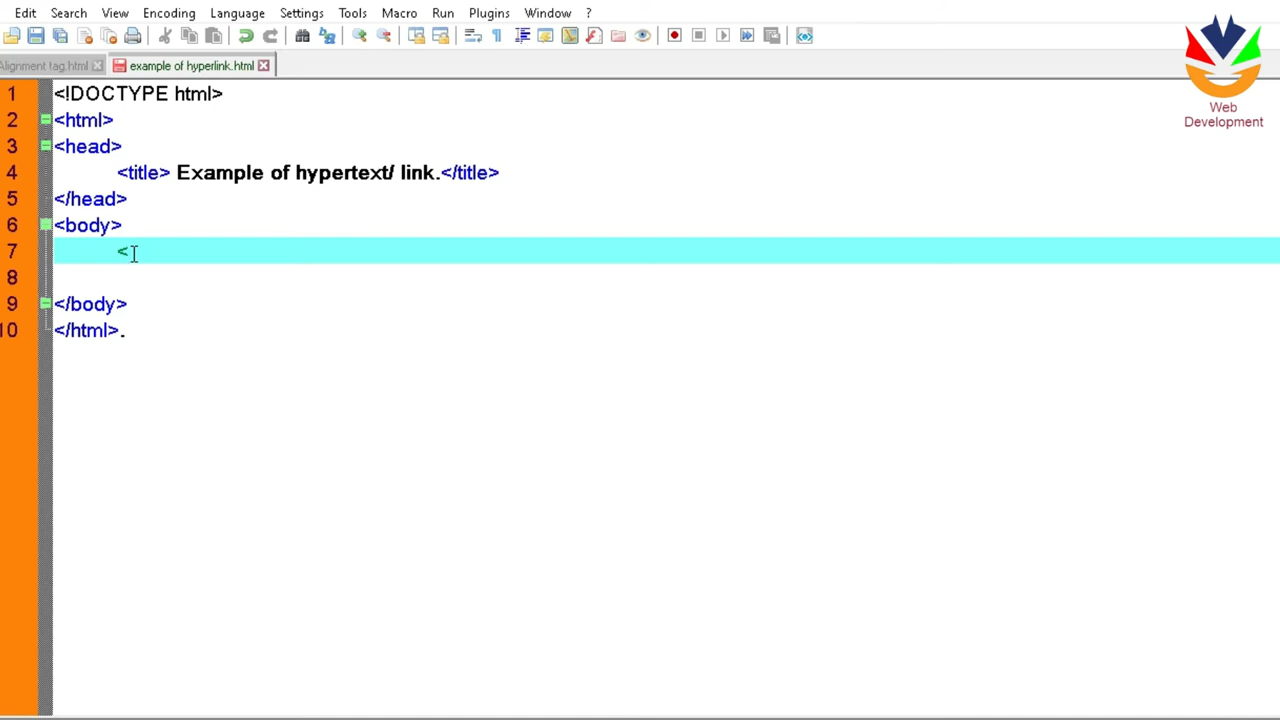 Edit Search View Encoding Language Settings Tools Macro Run Plugins Window ?
Alignment tag.html example of hyperlink.html
Web
Development
1 <!DOCTYPE html>
2 <html>
3 <head>
4 <title> Example of hypertext/ link.</title>
5 </head>
6 <body>
7 <
8
9 </body>
10 </html>.